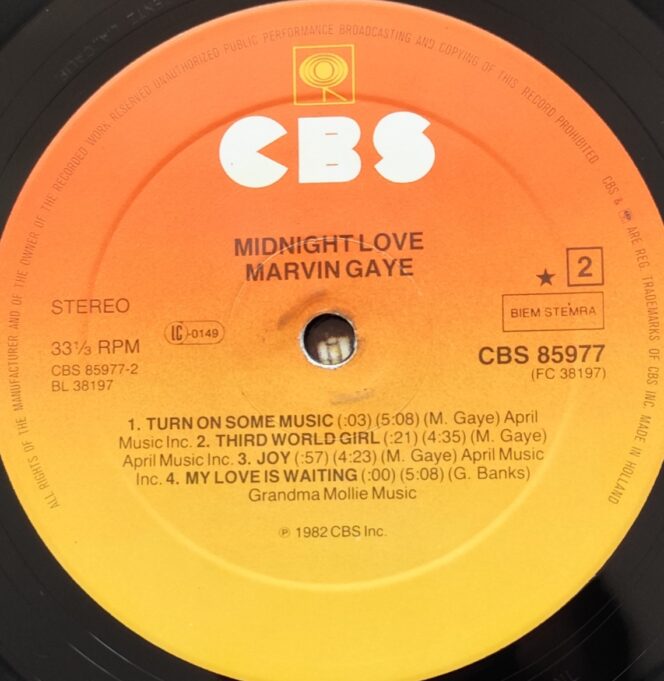 ALL RIGHTS OF THE MANUFACTURER AND OF THE OWNER OF THE RECORDED WORK RESERVED UNAUTHORIZED PUBLIC PERFORMANCE BROADCASTING AND COPYING OF THIS RECORD PROHIBITED CBS & ARE REG. TRADEMARKS OF CBS INC. MADE IN HOLLAND
CBS
MIDNIGHT LOVE
MARVIN GAYE
2
STEREO
BIEM STEMRA
33⅓ RPM
LC-0149
CBS 85977-2
BL 38197
CBS 85977
(FC 38197)
1. TURN ON SOME MUSIC (:03) (5:08) (M. Gaye) April
Music Inc. 2. THIRD WORLD GIRL (:21) (4:35) (M. Gaye)
April Music Inc. 3. JOY (:57) (4:23) (M. Gaye) April Music
Inc. 4. MY LOVE IS WAITING (:00) (5:08) (G. Banks)
Grandma Mollie Music
℗ 1982 CBS Inc.